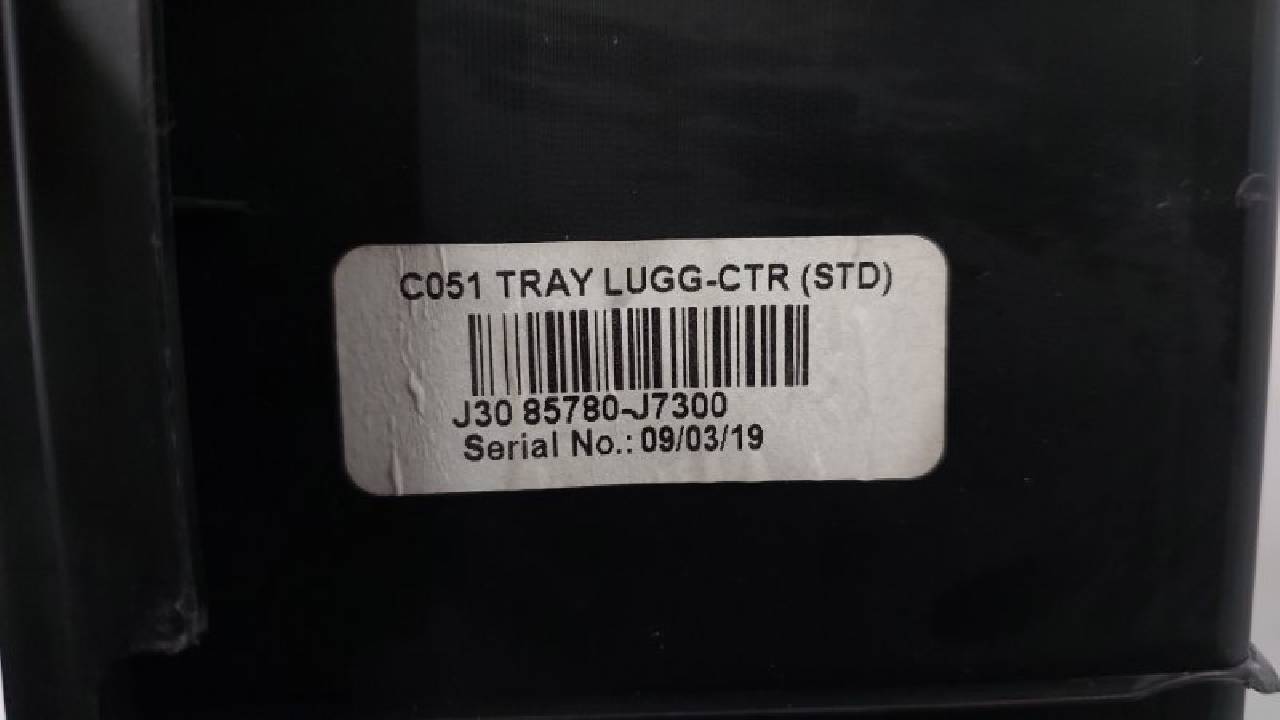 C051 TRAY LUGG-CTR (STD)
J30 85780-J7300
Serial No.: 09/03/19